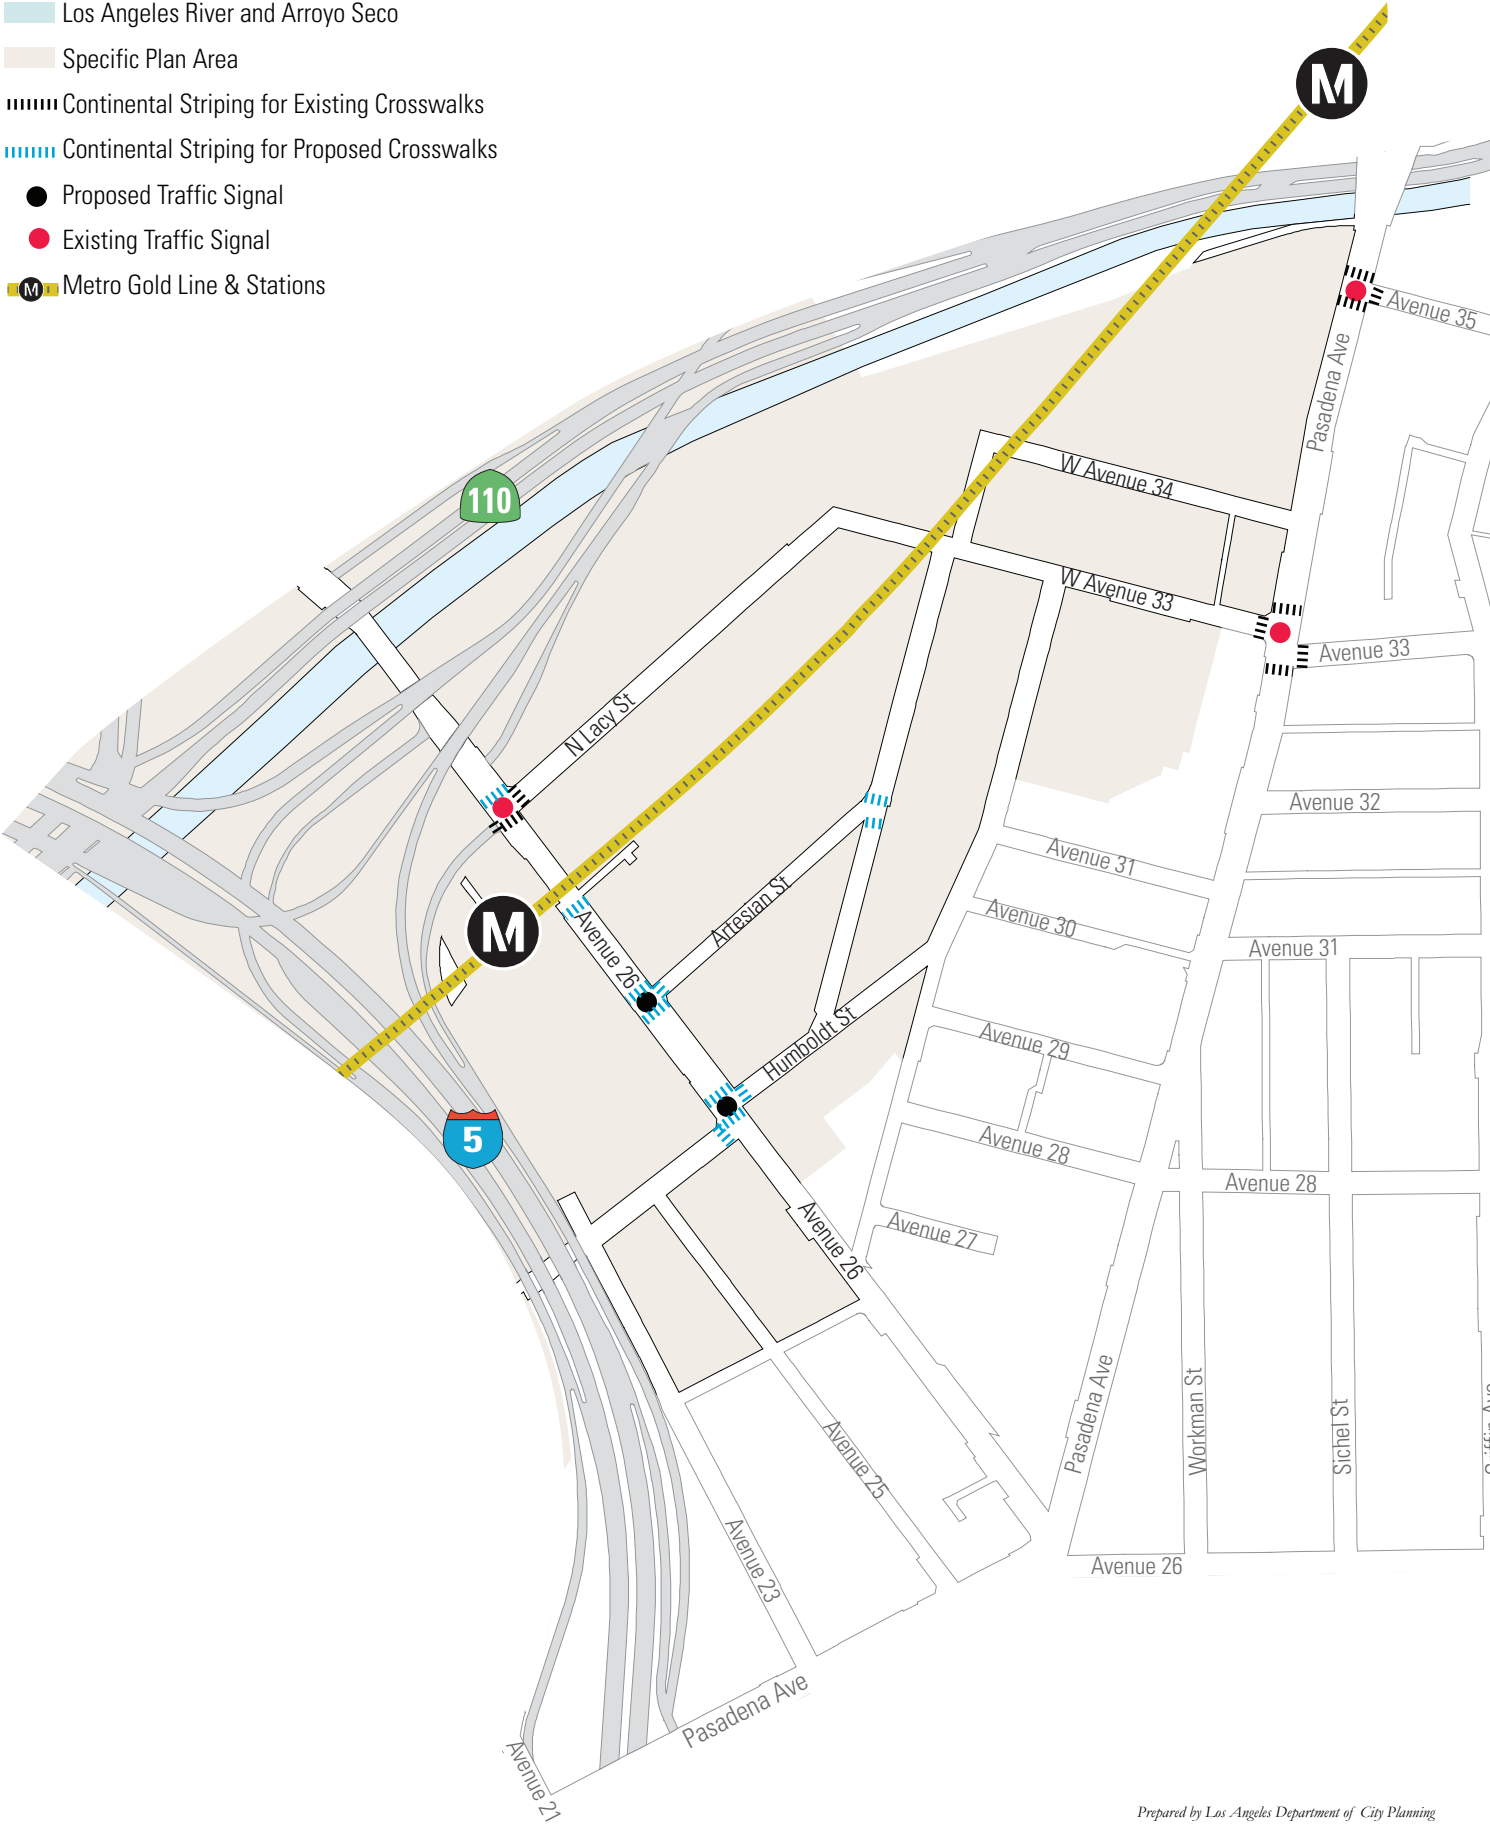 Los Angeles River and Arroyo Seco
Specific Plan Area
Continental Striping for Existing Crosswalks
Continental Striping for Proposed Crosswalks
Proposed Traffic Signal
Existing Traffic Signal
M Metro Gold Line & Stations
M
Avenue 35
Pasadena Ave
W Avenue 34
110
W Avenue 33
Avenue 33
N Lacy St
Avenue 32
Avenue 31
Artesian St
Avenue 30
M
Avenue 26
Avenue 31
Humboldt St
Avenue 29
5
Avenue 28
Avenue 28
Avenue 27
Avenue 26
Pasadena Ave
Workman St
Sichel St
Avenue 25
Avenue 23
Avenue 26
Pasadena Ave
Avenue 21
Prepared by Los Angeles Department of City Planning